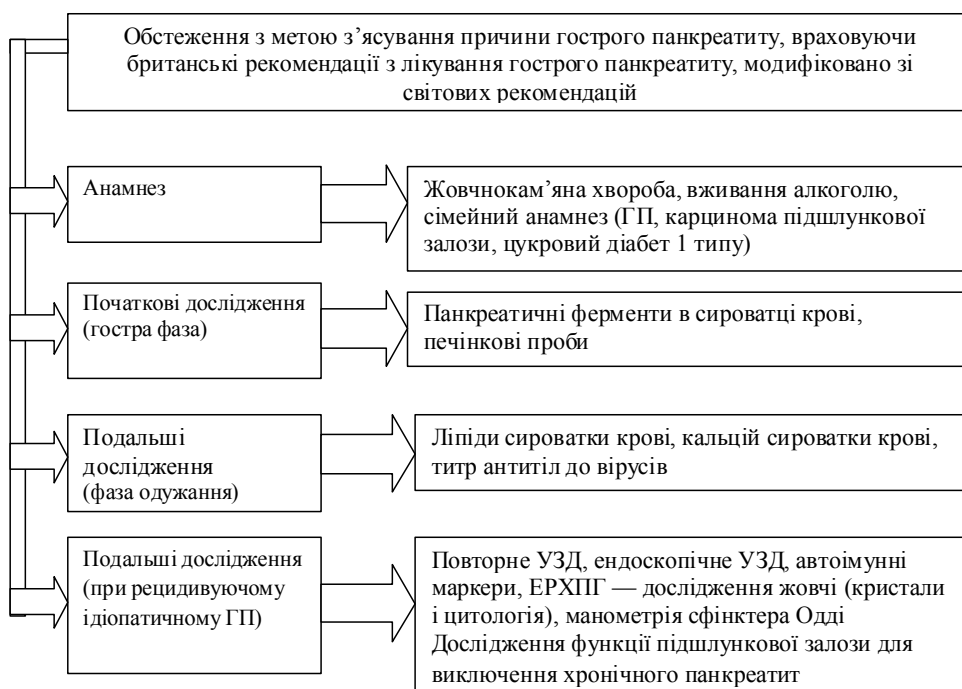 Обстеження з метою з’ясування причини гострого панкреатиту, враховуючи
британські рекомендації з лікування гострого панкреатиту, модифіковано зі
світових рекомендацій
Анамнез
Жовчнокам’яна хвороба, вживання алкоголю,
сімейний анамнез (ГП, карцинома підшлункової
залози, цукровий діабет 1 типу)
Початкові дослідження
(гостра фаза)
Панкреатичні ферменти в сироватці крові,
печінкові проби
Подальші
дослідження
(фаза одужання)
Ліпіди сироватки крові, кальцій сироватки крові,
титр антитіл до вірусів
Подальші дослідження
(при рецидивуючому
ідіопатичному ГП)
Повторне УЗД, ендоскопічне УЗД, автоімунні
маркери, ЕРХПГ — дослідження жовчі (кристали
і цитологія), манометрія сфінктера Одді
Дослідження функції підшлункової залози для
виключення хронічного панкреатит